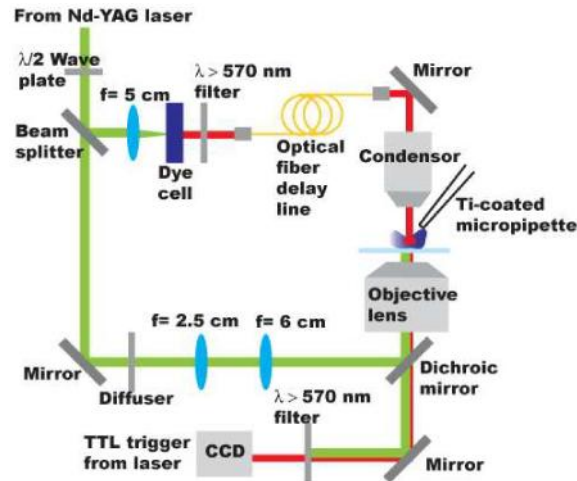 From Nd-YAG laser
λ/2 Wave
plate
λ > 570 nm
filter
Mirror
f= 5 cm
Beam
splitter
Dye
cell
Optical
fiber
delay
line
Condensor
Ti-coated
micropipette
Objective
lens
f= 2.5 cm
f= 6 cm
Mirror
Diffuser
Dichroic
mirror
λ > 570 nm
filter
TTL trigger
from laser
CCD
Mirror